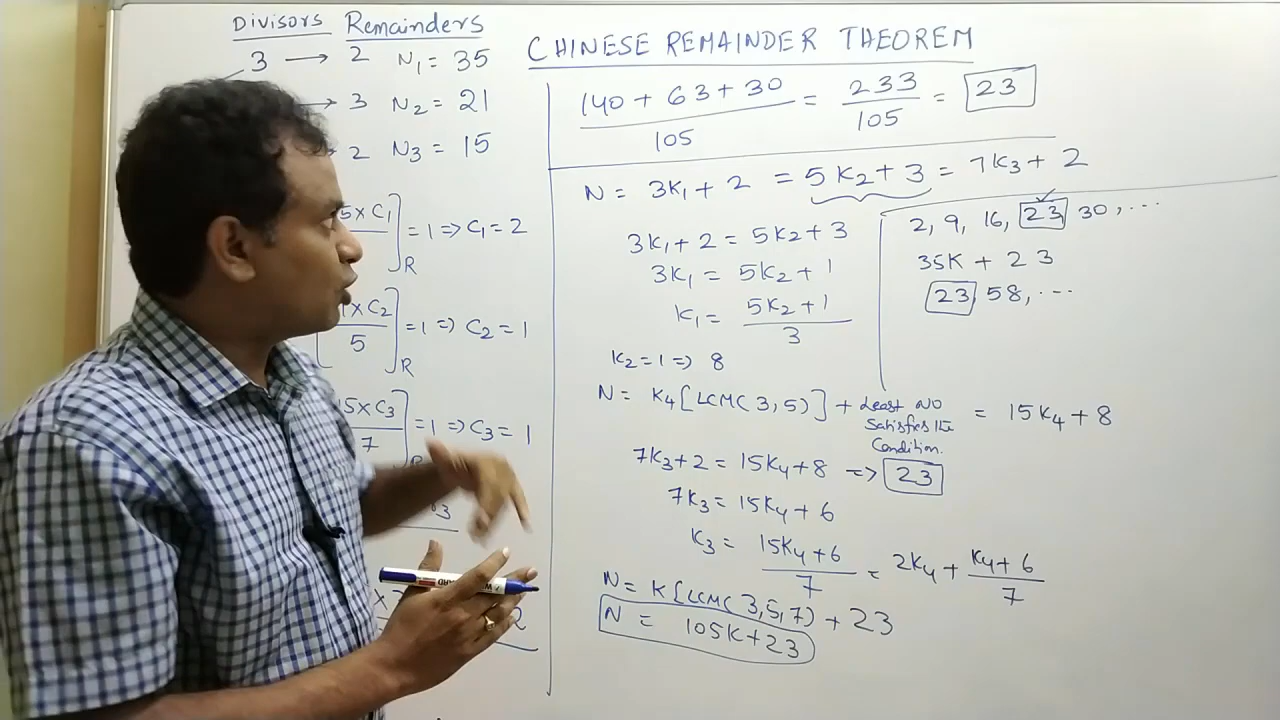 Divisors Remainders
3 → 2 N₁ = 35
→ 3 N₂ = 21
2 N₃ = 15
5 x C₁ ]R = 1 => C₁ = 2
x C₂ / 5 ]R = 1 => C₂ = 1
15 x C₃ / 7 ]R = 1 => C₃ = 1
CHINESE REMAINDER THEOREM
(140 + 63 + 30) / 105 = 233 / 105 = 23
N = 3k₁ + 2 = 5k₂ + 3 = 7k₃ + 2
3k₁ + 2 = 5k₂ + 3
3k₁ = 5k₂ + 1
k₁ = (5k₂ + 1) / 3
k₂ = 1 => 8
N = K₄[LCM(3,5)] + Least No Satisfies the Condition. = 15k₄ + 8
7k₃ + 2 = 15k₄ + 8 => 23
7k₃ = 15k₄ + 6
k₃ = (15k₄ + 6) / 7 = 2k₄ + (k₄ + 6) / 7
N = K[LCM(3,5,7) + 23
N = 105K + 23
2, 9, 16, 23 30, ...
35K + 23
23, 58, ...